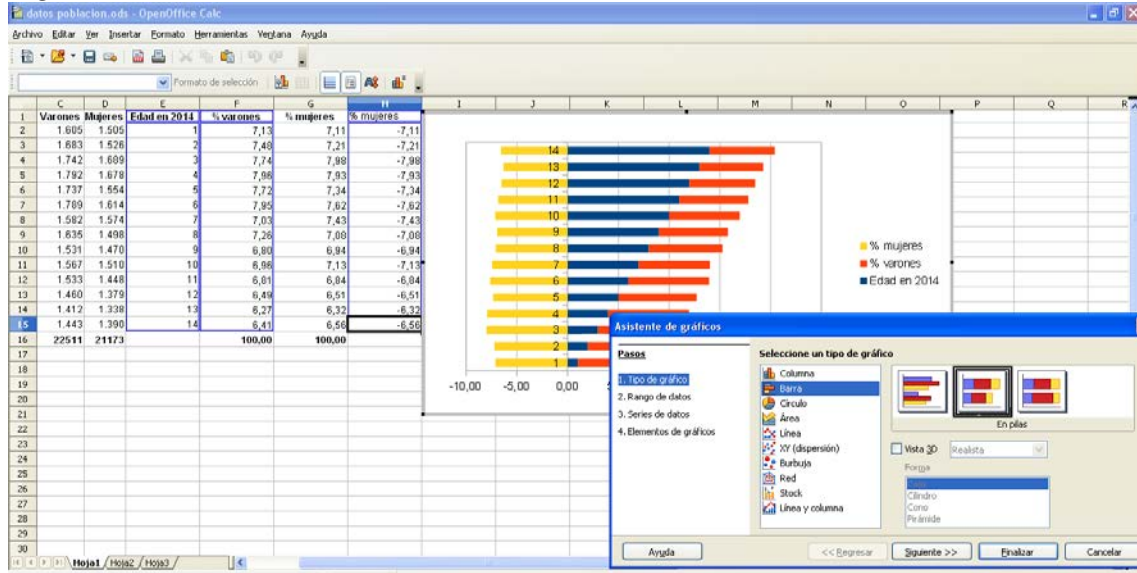 datos poblacion.ods - OpenOffice Calc
Archivo Editar Ver Insertar Formato Herramientas Ventana Ayuda
Formato de selección
C D E F G H I J K L M N O P Q R
1 Varones Mujeres Edad en 2014 % varones % mujeres % mujeres
2 1.605 1.505 1 7,13 7,11 -7,11
3 1.683 1.526 2 7,48 7,21 -7,21
4 1.742 1.689 3 7,74 7,98 -7,98
5 1.792 1.678 4 7,96 7,93 -7,93
6 1.737 1.554 5 7,72 7,34 -7,34
7 1.789 1.614 6 7,95 7,62 -7,62
8 1.582 1.574 7 7,03 7,43 -7,43
9 1.635 1.498 8 7,26 7,08 -7,08
10 1.531 1.470 9 6,80 6,94 -6,94
11 1.567 1.510 10 6,96 7,13 -7,13
12 1.533 1.448 11 6,81 6,84 -6,84
13 1.460 1.379 12 6,49 6,51 -6,51
14 1.412 1.338 13 6,27 6,32 -6,32
15 1.443 1.390 14 6,41 6,56 -6,56
16 22511 21173 100,00 100,00
17
18
19
20
21
22
23
24
25
26
27
28
29
30
14
13
12
11
10
9
8
7
6
5
4
3
2
1
-10,00 -5,00 0,00
% mujeres
% varones
Edad en 2014
Asistente de gráficos
Pasos
1. Tipo de gráfico
2. Rango de datos
3. Series de datos
4. Elementos de gráficos
Seleccione un tipo de gráfico
Columna
Barra
Círculo
Área
Línea
XY (dispersión)
Burbuja
Red
Stock
Línea y columna
En pilas
Vista 3D Realista
Forma
Cilindro
Cono
Pirámide
Ayuda << Regresar Siguiente >> Finalizar Cancelar
Hoja1 Hoja2 Hoja3